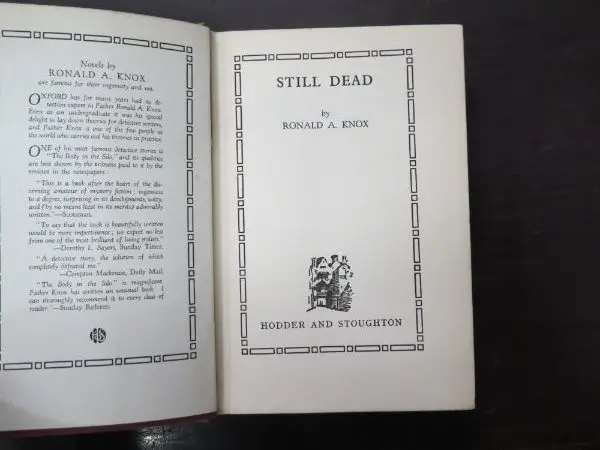 Novels by
RONALD A. KNOX
are famous for their ingenuity and wit.
OXFORD has for many years had its de-
tection expert in Father Ronald A. Knox.
Even as an undergraduate it was his special
delight to lay down theories for detective writers,
and Father Knox is one of the few people in
the world who carries out his theories in practice.
ONE of his most famous detective stories is
"The Body in the Silo," and its qualities
are best shown by the tributes paid to it by the
reviews in the newspapers:
"This is a book after the heart of the dis-
cerning amateur of mystery fiction: ingenious
to a degree, surprising in its developments, witty,
and (by no means least in its merits) admirably
written."—Scotsman.
"To say that the book is beautifully written
would be mere impertinence; we expect no less
from one of the most brilliant of living stylists."
—Dorothy L. Sayers, Sunday Times.
"A detective story, the solution of which
completely defeated me."
—Compton Mackenzie, Daily Mail.
"'The Body in the Silo' is magnificent
Father Knox has written an unusual book I
can thoroughly recommend it to every class of
reader."—Sunday Referee.
STILL DEAD
by
RONALD A. KNOX
HODDER AND STOUGHTON